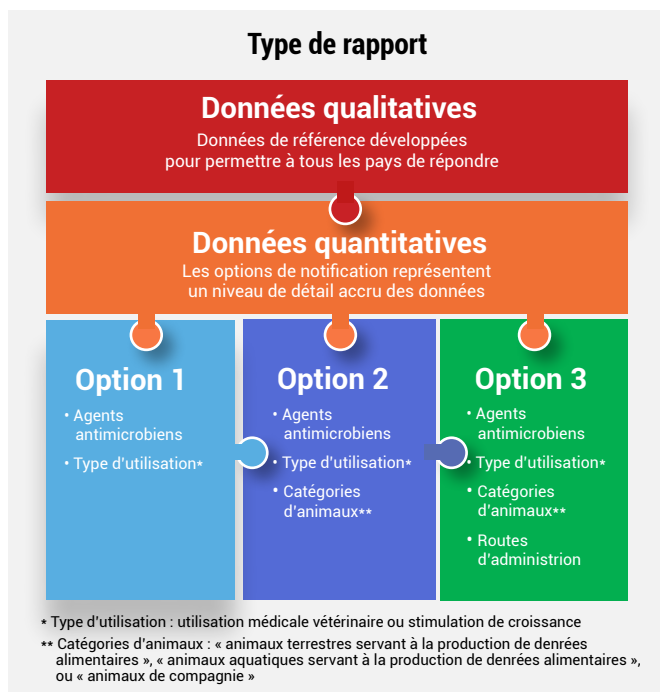 Type de rapport
Données qualitatives
Données de référence développées
pour permettre à tous les pays de répondre
Données quantitatives
Les options de notification représentent
un niveau de détail accru des données
Option 1
• Agents
antimicrobiens
• Type d'utilisation*
Option 2
• Agents
antimicrobiens
• Type d'utilisation*
• Catégories
d'animaux**
Option 3
• Agents
antimicrobiens
• Type d'utilisation*
• Catégories
d'animaux**
• Routes
d'administrion
* Type d'utilisation : utilisation médicale vétérinaire ou stimulation de croissance
** Catégories d'animaux : « animaux terrestres servant à la production de denrées
alimentaires », « animaux aquatiques servant à la production de denrées alimentaires »,
ou « animaux de compagnie »